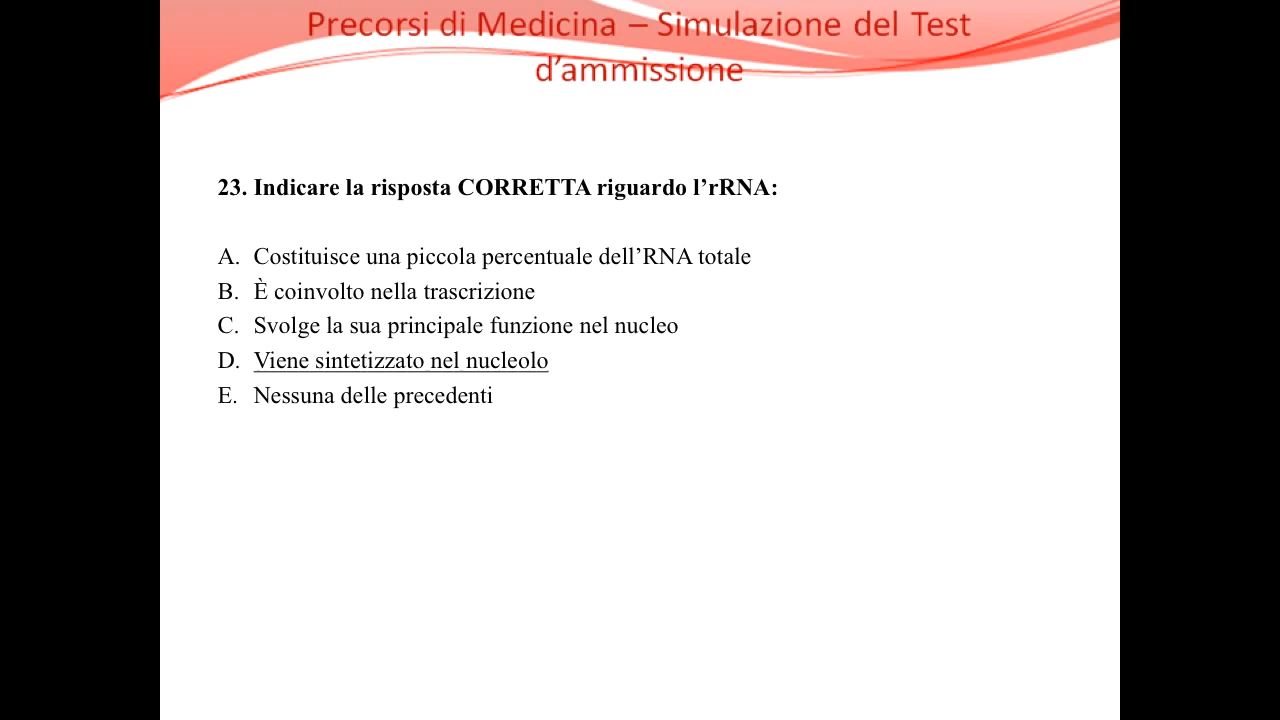 Precorsi di Medicina – Simulazione del Test
d’ammissione
23. Indicare la risposta CORRETTA riguardo l’rRNA:
A. Costituisce una piccola percentuale dell’RNA totale
B. È coinvolto nella trascrizione
C. Svolge la sua principale funzione nel nucleo
D. Viene sintetizzato nel nucleolo
E. Nessuna delle precedenti